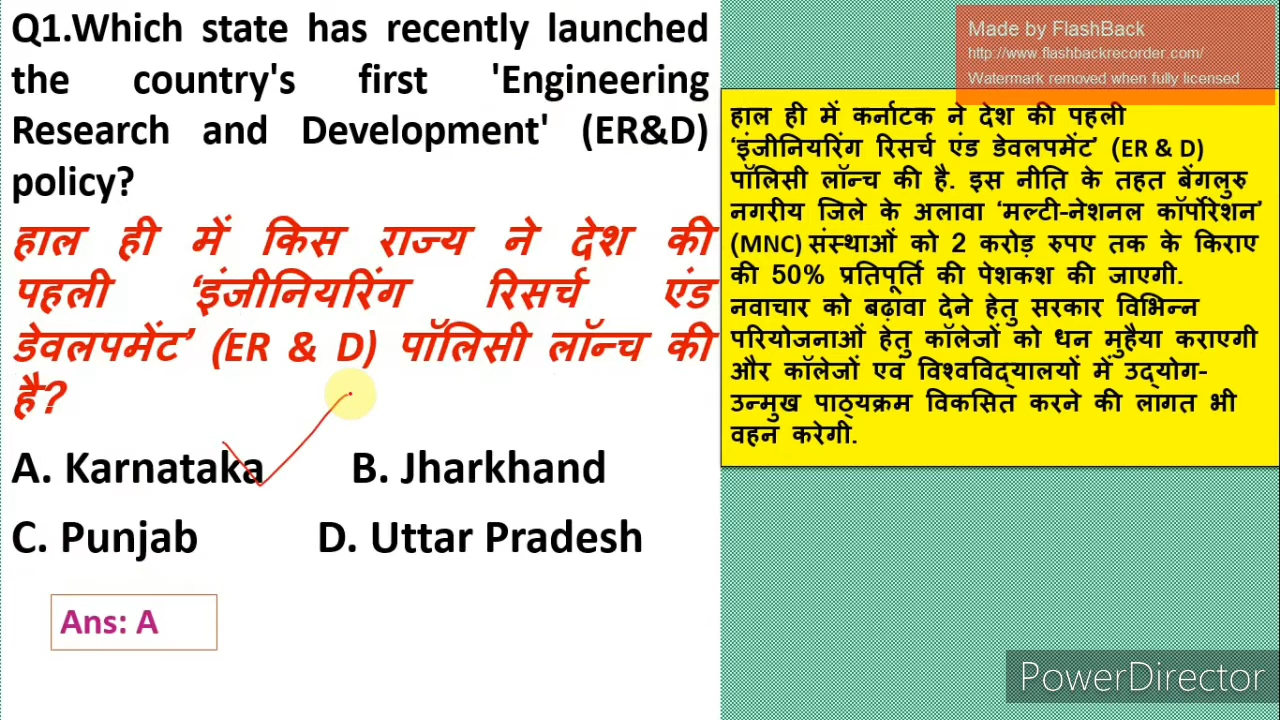 Q1.Which state has recently launched
the country's first 'Engineering
Research and Development' (ER&D)
policy?
हाल ही में किस राज्य ने देश की
पहली ‘इंजीनियरिंग रिसर्च एंड
डेवलपमेंट’ (ER & D) पॉलिसी लॉन्च की
है?
A. Karnataka B. Jharkhand
C. Punjab D. Uttar Pradesh
Ans: A
Made by FlashBack
http://www.flashbackrecorder.com/
Watermark removed when fully licensed
हाल ही में कर्नाटक ने देश की पहली
‘इंजीनियरिंग रिसर्च एंड डेवलपमेंट’ (ER & D)
पॉलिसी लॉन्च की है. इस नीति के तहत बेंगलुरु
नगरीय जिले के अलावा ‘मल्टी-नेशनल कॉर्पोरेशन’
(MNC) संस्थाओं को 2 करोड़ रुपए तक के किराए
की 50% प्रतिपूर्ति की पेशकश की जाएगी.
नवाचार को बढ़ावा देने हेतु सरकार विभिन्न
परियोजनाओं हेतु कॉलेजों को धन मुहैया कराएगी
और कॉलेजों एवं विश्वविद्यालयों में उद्योग-
उन्मुख पाठ्यक्रम विकसित करने की लागत भी
वहन करेगी.
PowerDirector